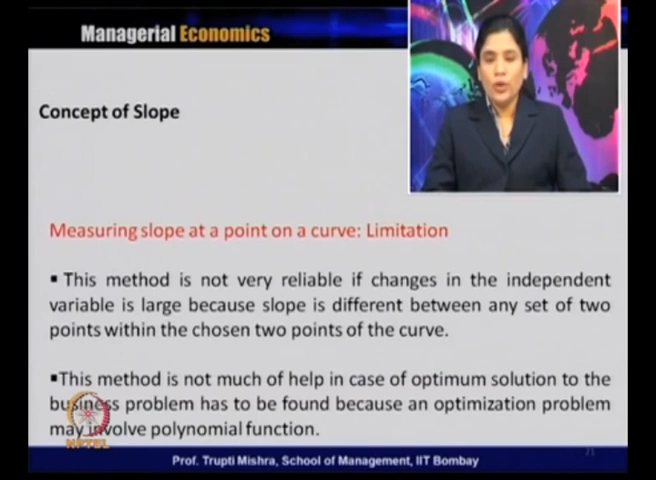 Managerial Economics
Concept of Slope
Measuring slope at a point on a curve: Limitation
▪ This method is not very reliable if changes in the independent
variable is large because slope is different between any set of two
points within the chosen two points of the curve.
▪This method is not much of help in case of optimum solution to the
business problem has to be found because an optimization problem
may involve polynomial function.
NPTEL
21
Prof. Trupti Mishra, School of Management, IIT Bombay